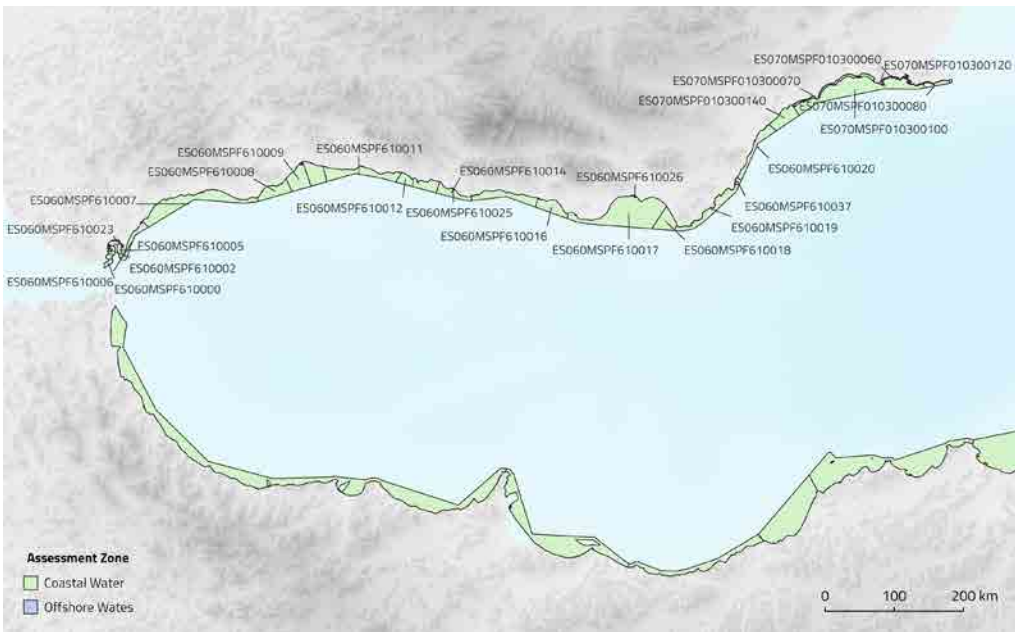 ES070MSPF010300060
ES070MSPF010300120
ES070MSPF010300070
ES070MSPF010300140
ES070MSPF010300080
ES070MSPF010300100
ES060MSPF610011
ES060MSPF610009
ES060MSPF610008
ES060MSPF610014
ES060MSPF610026
ES060MSPF610020
ES060MSPF610007
ES060MSPF610012
ES060MSPF610025
ES060MSPF610037
ES060MSPF610023
ES060MSPF610016
ES060MSPF610019
ES060MSPF610005
ES060MSPF610017
ES060MSPF610018
ES060MSPF610002
ES060MSPF610006
ES060MSPF610000
Assessment Zone
Coastal Water
Offshore Wates
0 100 200 km